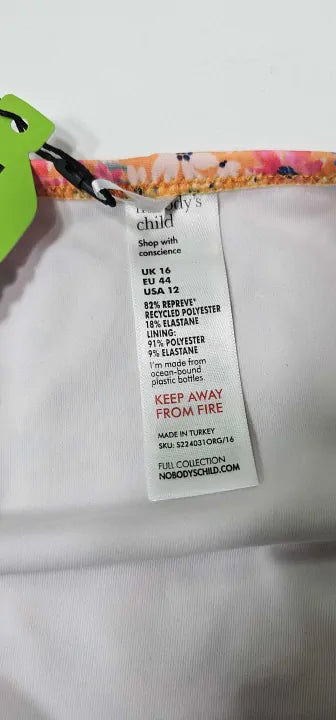 nobody's
child
Shop with
conscience
UK 16
EU 44
USA 12
82% REPREVE®
RECYCLED POLYESTER
18% ELASTANE
LINING:
91% POLYESTER
9% ELASTANE
I'm made from
ocean-bound
plastic bottles.
KEEP AWAY
FROM FIRE
MADE IN TURKEY
SKU: S224031ORG/16
FULL COLLECTION
NOBODYSCHILD.COM